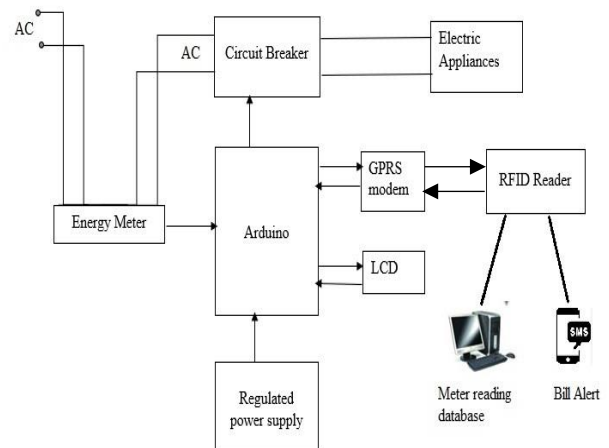 AC
AC
Circuit Breaker
Electric
Appliances
GPRS
modem
RFID Reader
Energy Meter
Arduino
LCD
SMS
Regulated
power supply
Meter reading
database
Bill Alert